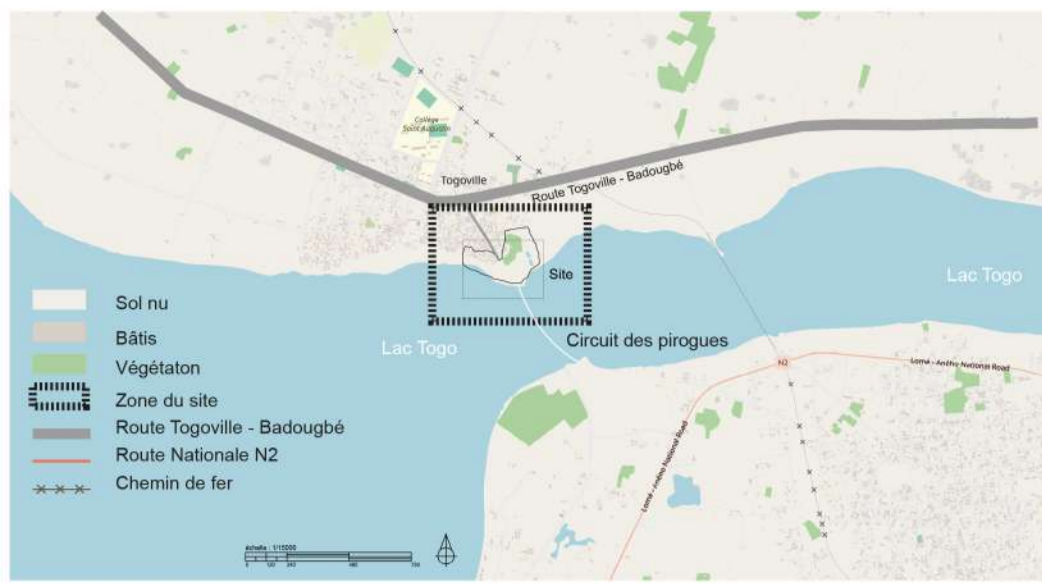 Collège
Saint Augustin
Togoville
Route Togoville - Badougbé
Site
Lac Togo
Lac Togo
Circuit des pirogues
N2
Lomé - Aného National Road
Lomé - Aného National Road
Sol nu
Bâtis
Végétaton
Zone du site
Route Togoville - Badougbé
Route Nationale N2
Chemin de fer
échelle : 1/15000